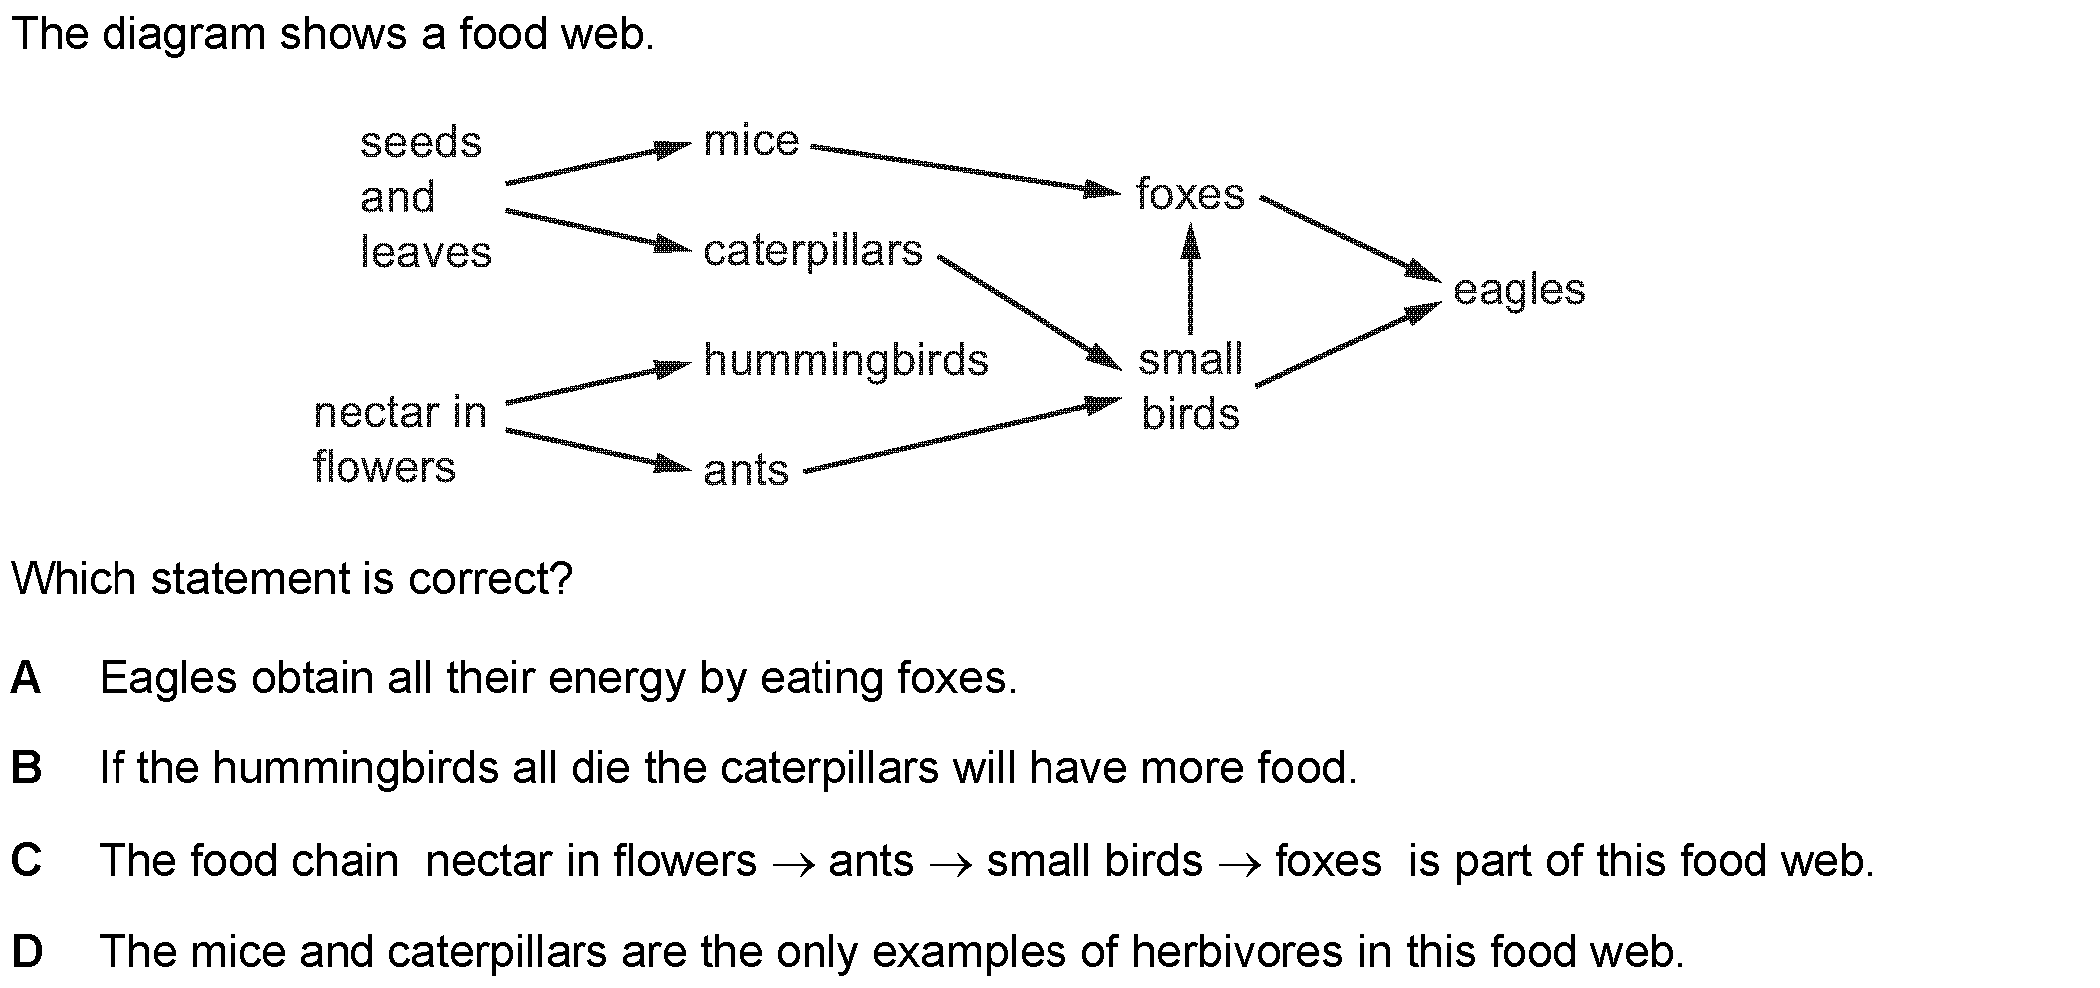 The diagram shows a food web.
seeds
and
leaves
mice
caterpillars
foxes
eagles
nectar in
flowers
hummingbirds
ants
small
birds
Which statement is correct?
A Eagles obtain all their energy by eating foxes.
B If the hummingbirds all die the caterpillars will have more food.
C The food chain nectar in flowers → ants → small birds → foxes is part of this food web.
D The mice and caterpillars are the only examples of herbivores in this food web.